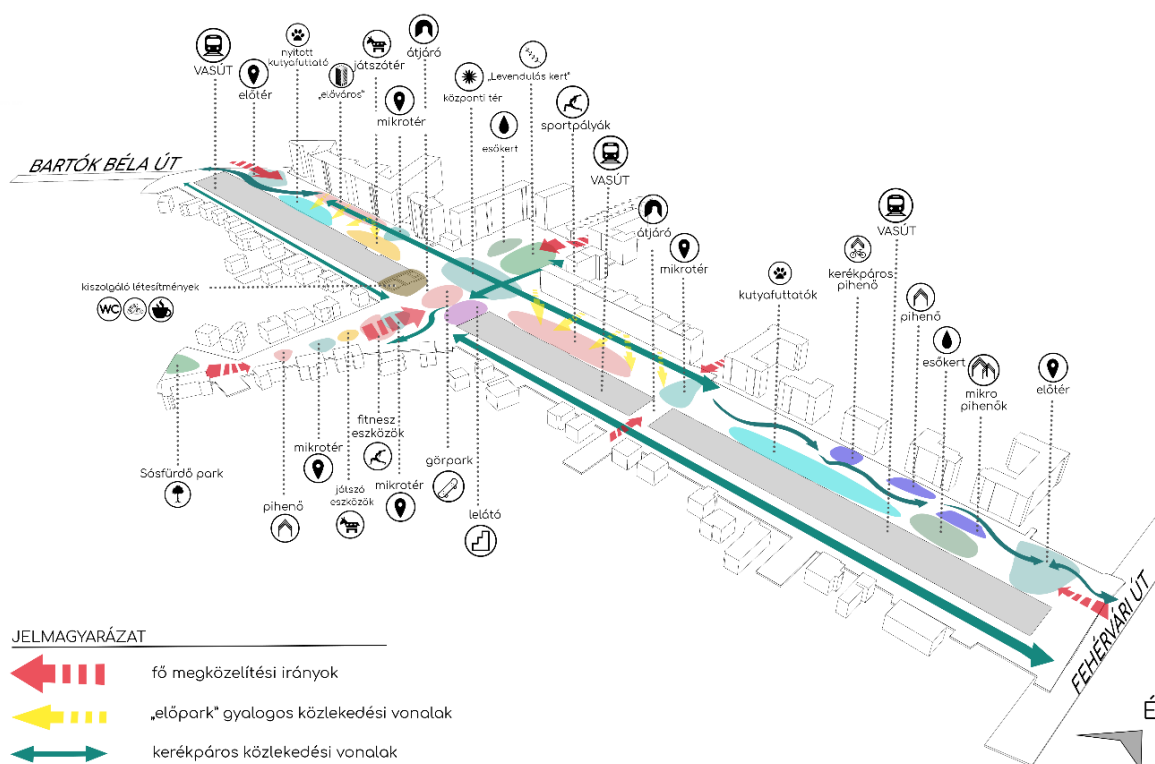 VASÚT
előtér
nyitott
kutyafuttató
„előváros"
játszótér
mikrotér
átjáró
központi tér
„Levendulás kert"
esőkert
sportpályák
VASÚT
átjáró
mikrotér
kutyafuttatók
kerékpáros
pihenő
VASÚT
pihenő
esőkert
mikro
pihenők
előtér
BARTÓK BÉLA ÚT
kiszolgáló létesítmények
WC
Sósfürdő park
pihenő
mikrotér
játszó
eszközök
fitnesz
eszközök
mikrotér
görpark
lelátó
FEHÉRVÁRI ÚT
É
JELMAGYARÁZAT
fő megközelítési irányok
„előpark" gyalogos közlekedési vonalak
kerékpáros közlekedési vonalak